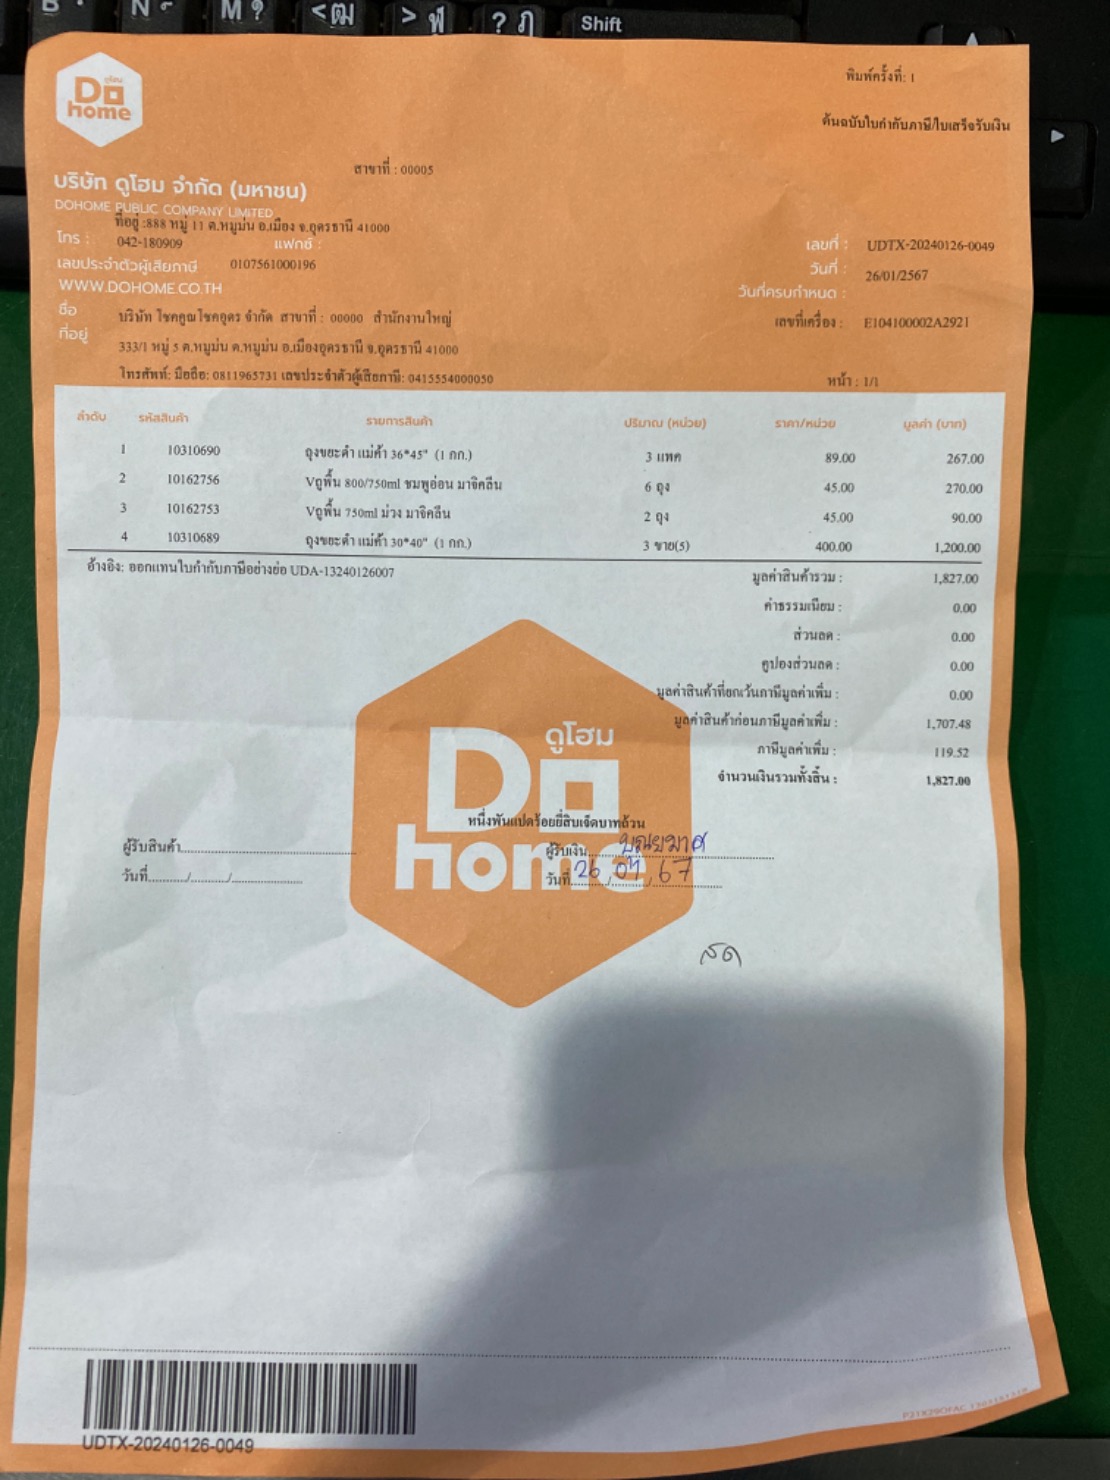 ดูโฮม
Do
home
พิมพ์ครั้งที่: 1
ต้นฉบับใบกำกับภาษี/ใบเสร็จรับเงิน
สาขาที่ : 00005
บริษัท ดูโฮม จำกัด (มหาชน)
DOHOME PUBLIC COMPANY LIMITED
ที่อยู่ :888 หมู่ 11 ต.หมูม่น อ.เมือง จ.อุดรธานี 41000
โทร : 042-180909 แฟกซ์ :
เลขประจำตัวผู้เสียภาษี 0107561000196
WWW.DOHOME.CO.TH
เลขที่ : UDTX-20240126-0049
วันที่ : 26/01/2567
วันที่ครบกำหนด :
เลขที่เครื่อง : E104100002A2921
ชื่อ บริษัท โชคคูณโชคอุดร จำกัด สาขาที่ : 00000 สำนักงานใหญ่
ที่อยู่ 333/1 หมู่ 5 ต.หมูม่น ต.หมูม่น อ.เมืองอุดรธานี จ.อุดรธานี 41000
โทรศัพท์: มือถือ: 0811965731 เลขประจำตัวผู้เสียภาษี: 0415554000050
หน้า : 1/1
ลำดับ รหัสสินค้า รายการสินค้า ปริมาณ (หน่วย) ราคา/หน่วย มูลค่า (บาท)
1 10310690 ถุงขยะดำ แม่ค้า 36*45" (1 กก.) 3 แพค 89.00 267.00
2 10162756 Vถูพื้น 800/750ml ชมพูอ่อน มาจิคลีน 6 ถุง 45.00 270.00
3 10162753 Vถูพื้น 750ml ม่วง มาจิคลีน 2 ถุง 45.00 90.00
4 10310689 ถุงขยะดำ แม่ค้า 30*40" (1 กก.) 3 ขาย(5) 400.00 1,200.00
อ้างอิง: ออกแทนใบกำกับภาษีอย่างย่อ UDA-13240126007
มูลค่าสินค้ารวม : 1,827.00
ค่าธรรมเนียม : 0.00
ส่วนลด : 0.00
คูปองส่วนลด : 0.00
มูลค่าสินค้าที่ยกเว้นภาษีมูลค่าเพิ่ม : 0.00
มูลค่าสินค้าก่อนภาษีมูลค่าเพิ่ม : 1,707.48
ภาษีมูลค่าเพิ่ม : 119.52
จำนวนเงินรวมทั้งสิ้น : 1,827.00
ดูโฮม
Do
home
หนึ่งพันแปดร้อยยี่สิบเจ็ดบาทถ้วน
ผู้รับสินค้า
ผู้รับเงิน บุณยมาศ
วันที่ / /
วันที่ 26 / 01 / 67
สด
UDTX-20240126-0049